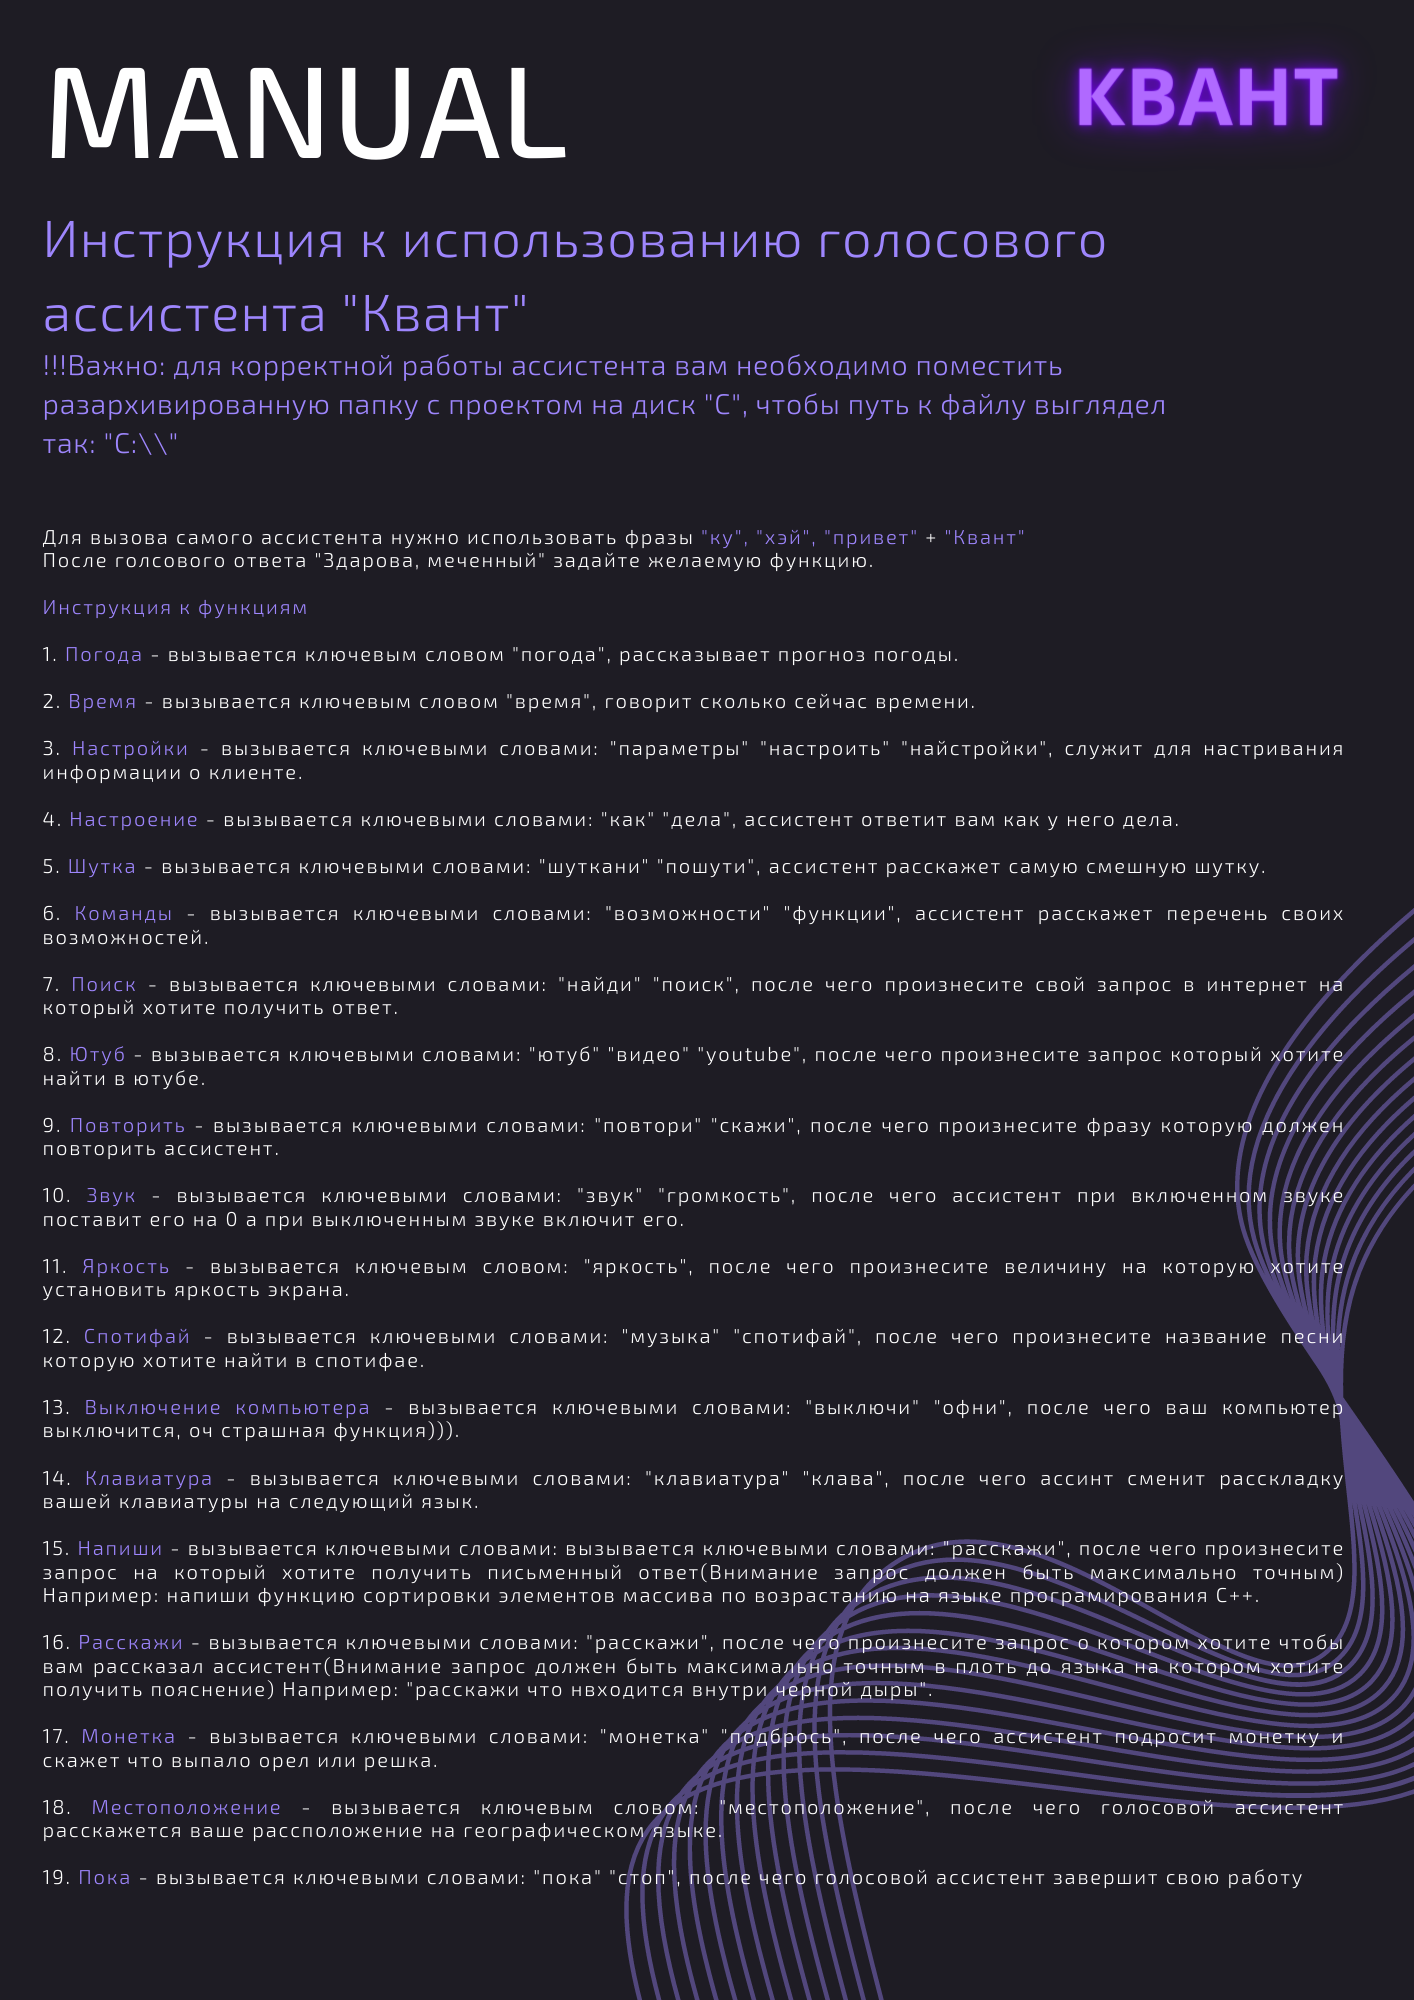 MANUAL
КВАНТ
Инструкция к использованию голосового
ассистента "Квант"
!!!Важно: для корректной работы ассистента вам необходимо поместить
разархивированную папку с проектом на диск "С", чтобы путь к файлу выглядел
так: "C:\\"
Для вызова самого ассистента нужно использовать фразы "ку", "хэй", "привет" + "Квант"
После голсового ответа "Здарова, меченный" задайте желаемую функцию.
Инструкция к функциям
1. Погода - вызывается ключевым словом "погода", рассказывает прогноз погоды.
2. Время - вызывается ключевым словом "время", говорит сколько сейчас времени.
3. Настройки - вызывается ключевыми словами: "параметры" "настроить" "найстройки", служит для настривания
информации о клиенте.
4. Настроение - вызывается ключевыми словами: "как" "дела", ассистент ответит вам как у него дела.
5. Шутка - вызывается ключевыми словами: "шуткани" "пошути", ассистент расскажет самую смешную шутку.
6. Команды - вызывается ключевыми словами: "возможности" "функции", ассистент расскажет перечень своих
возможностей.
7. Поиск - вызывается ключевыми словами: "найди" "поиск", после чего произнесите свой запрос в интернет на
который хотите получить ответ.
8. Ютуб - вызывается ключевыми словами: "ютуб" "видео" "youtube", после чего произнесите запрос который хотите
найти в ютубе.
9. Повторить - вызывается ключевыми словами: "повтори" "скажи", после чего произнесите фразу которую должен
повторить ассистент.
10. Звук - вызывается ключевыми словами: "звук" "громкость", после чего ассистент при включенном звуке
поставит его на 0 а при выключенным звуке включит его.
11. Яркость - вызывается ключевым словом: "яркость", после чего произнесите величину на которую хотите
установить яркость экрана.
12. Спотифай - вызывается ключевыми словами: "музыка" "спотифай", после чего произнесите название песни
которую хотите найти в спотифае.
13. Выключение компьютера - вызывается ключевыми словами: "выключи" "офни", после чего ваш компьютер
выключится, оч страшная функция))).
14. Клавиатура - вызывается ключевыми словами: "клавиатура" "клава", после чего ассинт сменит расскладку
вашей клавиатуры на следующий язык.
15. Напиши - вызывается ключевыми словами: вызывается ключевыми словами: "расскажи", после чего произнесите
запрос на который хотите получить письменный ответ(Внимание запрос должен быть максимально точным)
Например: напиши функцию сортировки элементов массива по возрастанию на языке програмирования С++.
16. Расскажи - вызывается ключевыми словами: "расскажи", после чего произнесите запрос о котором хотите чтобы
вам рассказал ассистент(Внимание запрос должен быть максимально точным в плоть до языка на котором хотите
получить пояснение) Например: "расскажи что нвходится внутри черной дыры".
17. Монетка - вызывается ключевыми словами: "монетка" "подбрось", после чего ассистент подросит монетку и
скажет что выпало орел или решка.
18. Местоположение - вызывается ключевым словом: "местоположение", после чего голосовой ассистент
расскажется ваше рассположение на географическом языке.
19. Пока - вызывается ключевыми словами: "пока" "стоп", после чего голосовой ассистент завершит свою работу